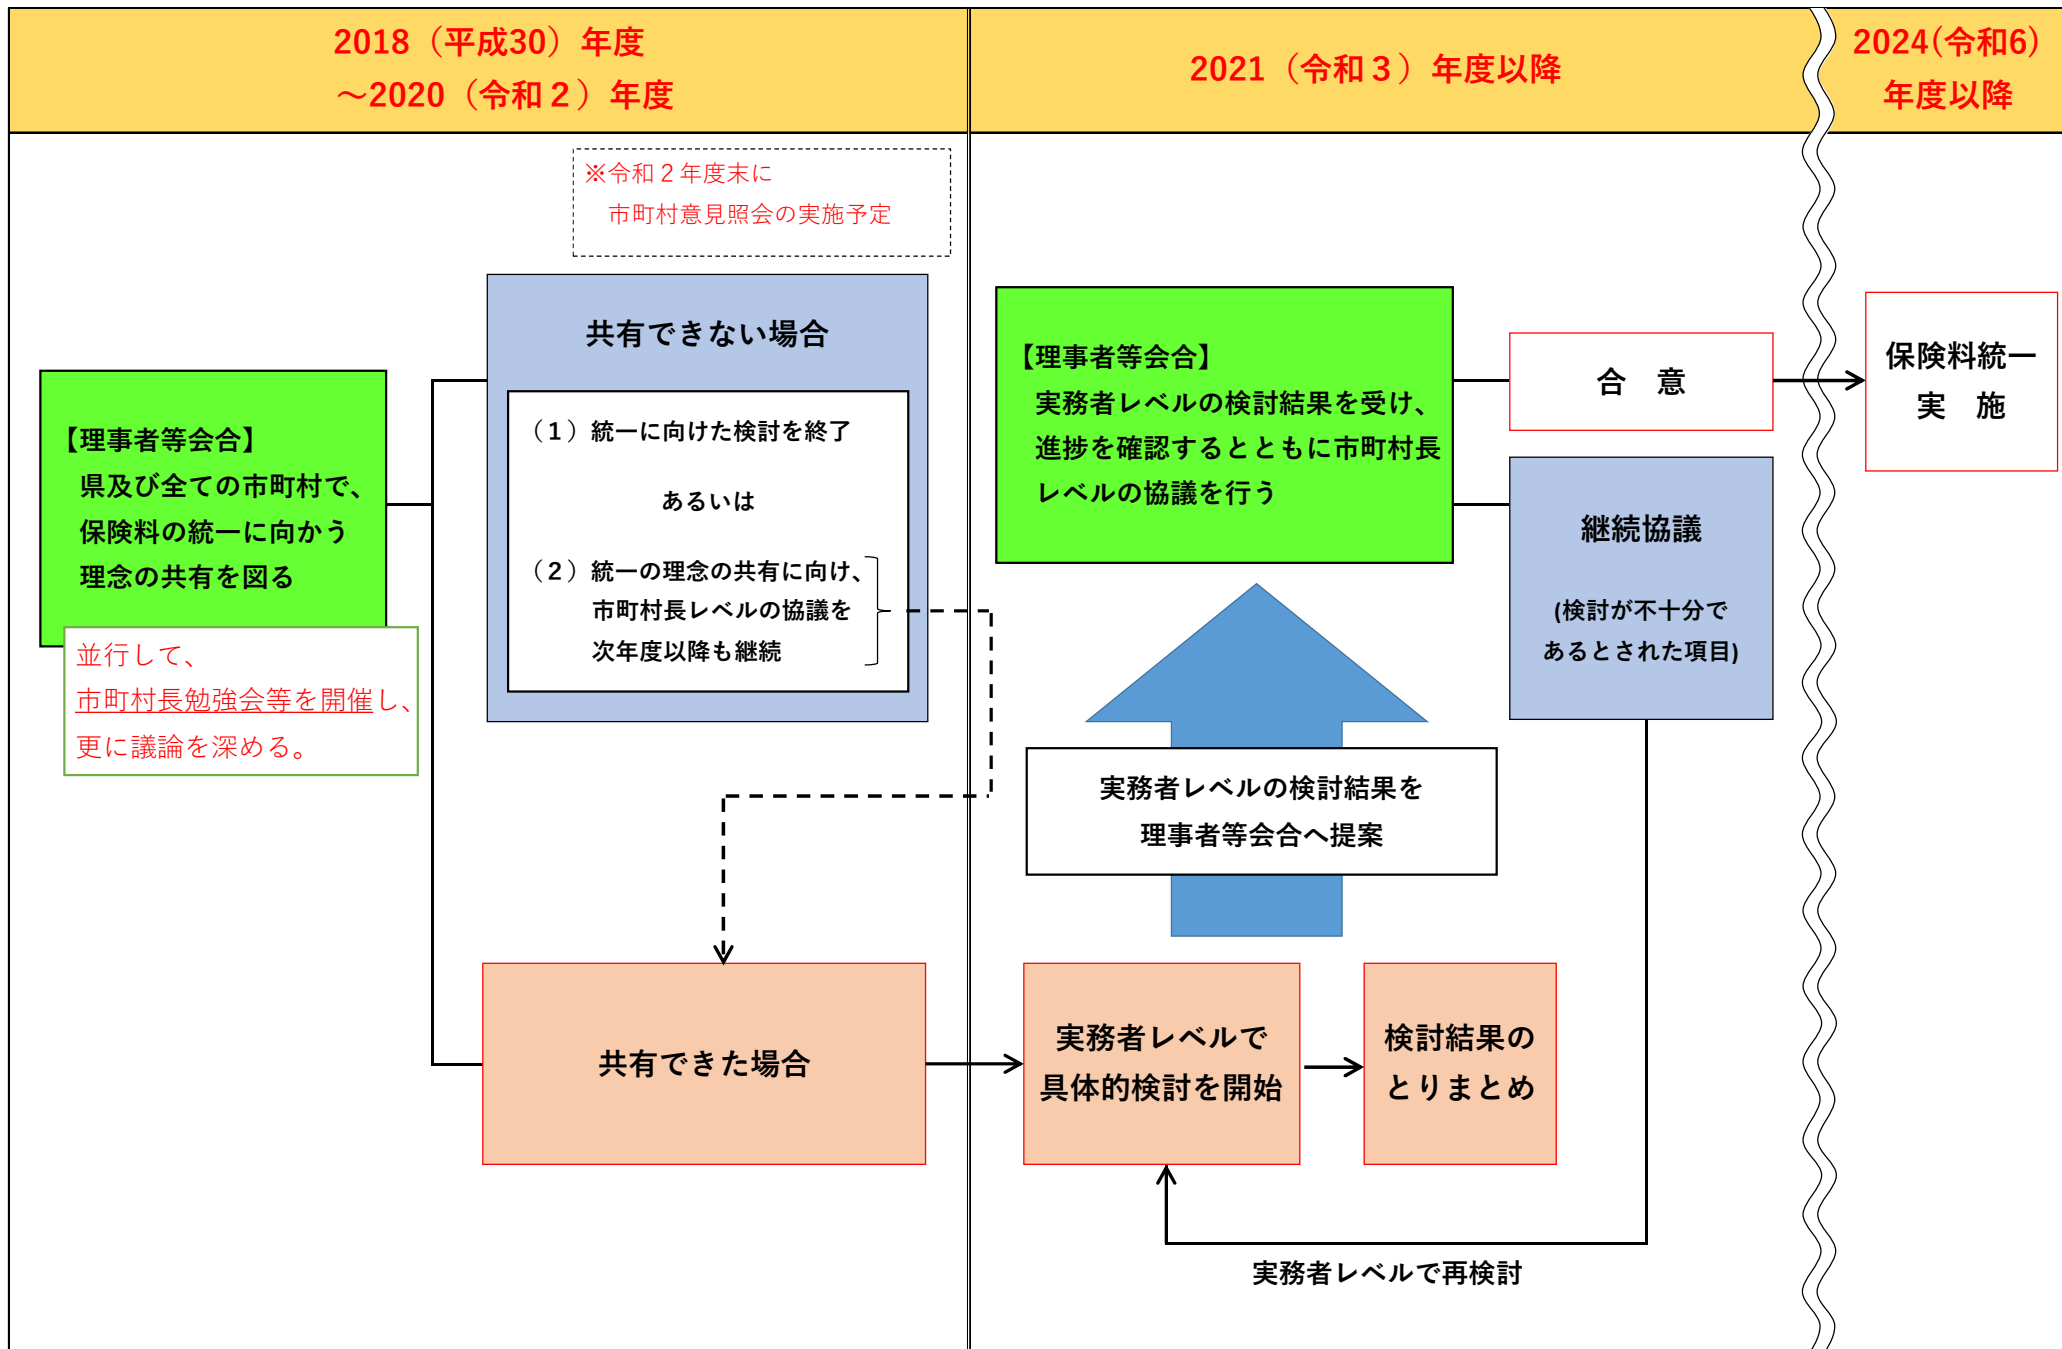 2018（平成30）年度
～2020（令和２）年度
2021（令和３）年度以降
2024(令和6)
年度以降
※令和２年度末に
市町村意見照会の実施予定
【理事者等会合】
県及び全ての市町村で、
保険料の統一に向かう
理念の共有を図る
並行して、
市町村長勉強会等を開催し、
更に議論を深める。
共有できない場合
（１）統一に向けた検討を終了
あるいは
（２）統一の理念の共有に向け、
市町村長レベルの協議を
次年度以降も継続
共有できた場合
【理事者等会合】
実務者レベルの検討結果を受け、
進捗を確認するとともに市町村長
レベルの協議を行う
合　意
継続協議
(検討が不十分で
あるとされた項目)
実務者レベルの検討結果を
理事者等会合へ提案
実務者レベルで
具体的検討を開始
検討結果の
とりまとめ
実務者レベルで再検討
保険料統一
実　施